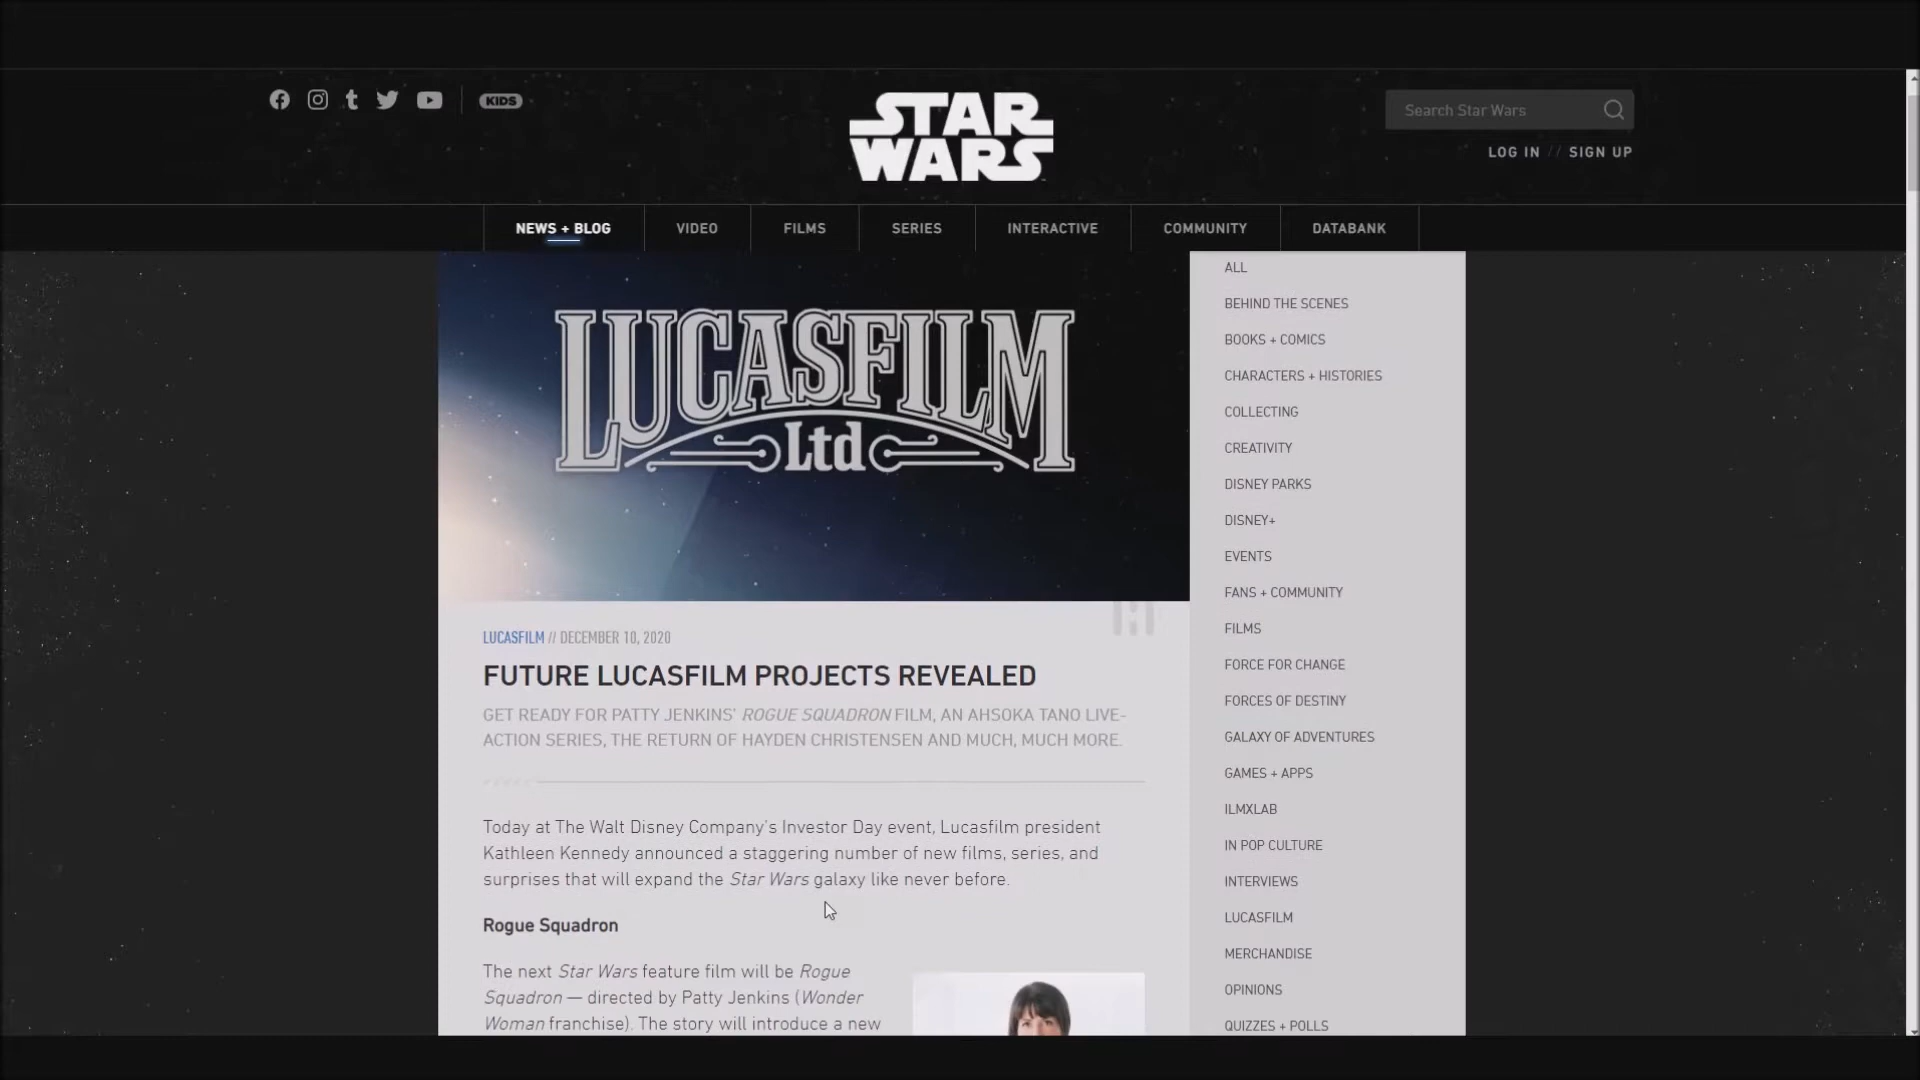 KIDS
STAR
WARS
Search Star Wars
LOG IN // SIGN UP
NEWS + BLOG
VIDEO
FILMS
SERIES
INTERACTIVE
COMMUNITY
DATABANK
LUCASFILM
Ltd
LUCASFILM // DECEMBER 10, 2020
FUTURE LUCASFILM PROJECTS REVEALED
GET READY FOR PATTY JENKINS' ROGUE SQUADRON FILM, AN AHSOKA TANO LIVE-
ACTION SERIES, THE RETURN OF HAYDEN CHRISTENSEN AND MUCH, MUCH MORE.
Today at The Walt Disney Company's Investor Day event, Lucasfilm president
Kathleen Kennedy announced a staggering number of new films, series, and
surprises that will expand the Star Wars galaxy like never before.
Rogue Squadron
The next Star Wars feature film will be Rogue
Squadron — directed by Patty Jenkins (Wonder
Woman franchise). The story will introduce a new
ALL
BEHIND THE SCENES
BOOKS + COMICS
CHARACTERS + HISTORIES
COLLECTING
CREATIVITY
DISNEY PARKS
DISNEY+
EVENTS
FANS + COMMUNITY
FILMS
FORCE FOR CHANGE
FORCES OF DESTINY
GALAXY OF ADVENTURES
GAMES + APPS
ILMXLAB
IN POP CULTURE
INTERVIEWS
LUCASFILM
MERCHANDISE
OPINIONS
QUIZZES + POLLS